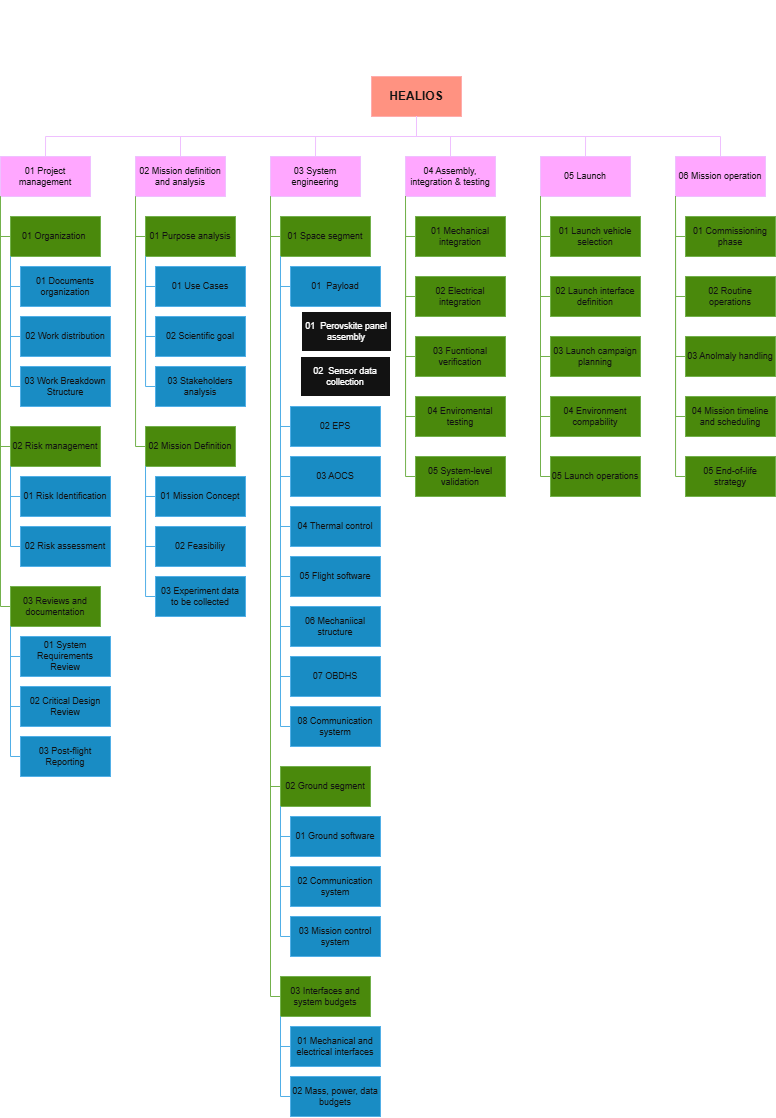 HEALIOS
01 Project
management
01 Organization
01 Documents
organization
02 Work distribution
03 Work Breakdown
Structure
02 Risk management
01 Risk Identification
02 Risk assessment
03 Reviews and
documentation
01 System
Requirements
Review
02 Critical Design
Review
03 Post-flight
Reporting
02 Mission definition
and analysis
01 Purpose analysis
01 Use Cases
02 Scientific goal
03 Stakeholders
analysis
02 Mission Definition
01 Mission Concept
02 Feasibiliy
03 Experiment data
to be collected
03 System
engineering
01 Space segment
01 Payload
01 Perovskite panel
assembly
02 Sensor data
collection
02 EPS
03 AOCS
04 Thermal control
05 Flight software
06 Mechaniical
structure
07 OBDHS
08 Communication
systerm
02 Ground segment
01 Ground software
02 Communication
system
03 Mission control
system
03 Interfaces and
system budgets
01 Mechanical and
electrical interfaces
02 Mass, power, data
budgets
04 Assembly,
integration & testing
01 Mechanical
integration
02 Electrical
integration
03 Fucntional
verification
04 Enviromental
testing
05 System-level
validation
05 Launch
01 Launch vehicle
selection
02 Launch interface
definition
03 Launch campaign
planning
04 Environment
compability
05 Launch operations
06 Mission operation
01 Commissioning
phase
02 Routine
operations
03 Anolmaly handling
04 Mission timeline
and scheduling
05 End-of-life
strategy